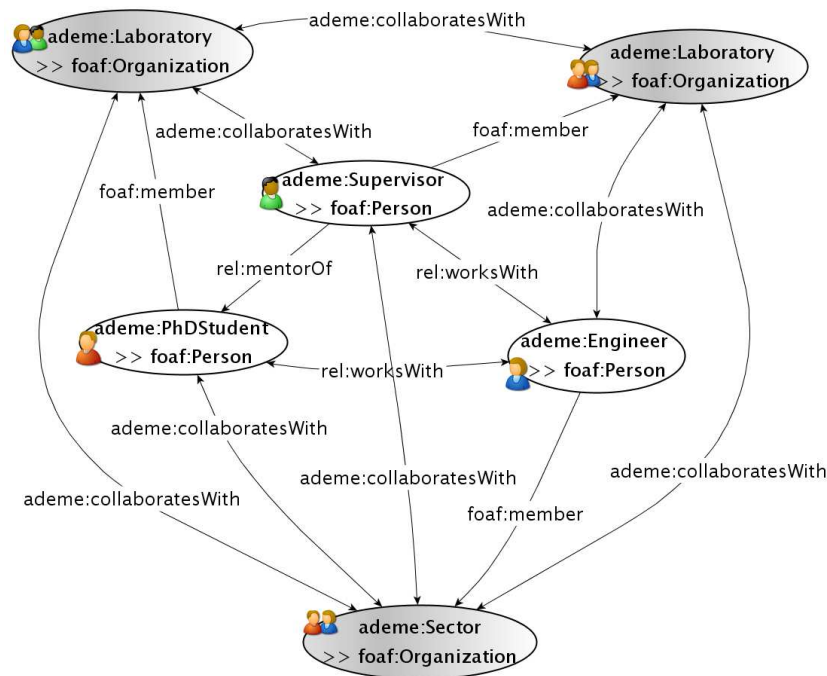 ademe:collaboratesWith
ademe:Laboratory
>> foaf:Organization
ademe:Laboratory
>> foaf:Organization
ademe:collaboratesWith
foaf:member
ademe:Supervisor
>> foaf:Person
foaf:member
ademe:collaboratesWith
rel:mentorOf
rel:worksWith
ademe:PhDStudent
>> foaf:Person
ademe:Engineer
>> foaf:Person
rel:worksWith
ademe:collaboratesWith
ademe:collaboratesWith
ademe:collaboratesWith
ademe:collaboratesWith
foaf:member
ademe:Sector
>> foaf:Organization